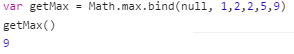 var getMax = Math.max.bind(null, 1,2,2,5,9)
getMax()
9